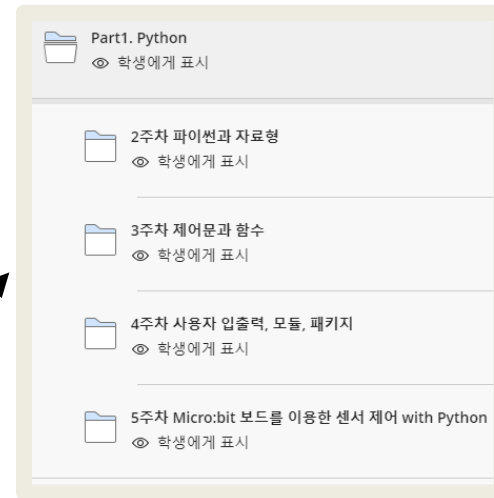 Part1. Python
학생에게 표시
2주차 파이썬과 자료형
학생에게 표시
3주차 제어문과 함수
학생에게 표시
4주차 사용자 입출력, 모듈, 패키지
학생에게 표시
5주차 Micro:bit 보드를 이용한 센서 제어 with Python
학생에게 표시